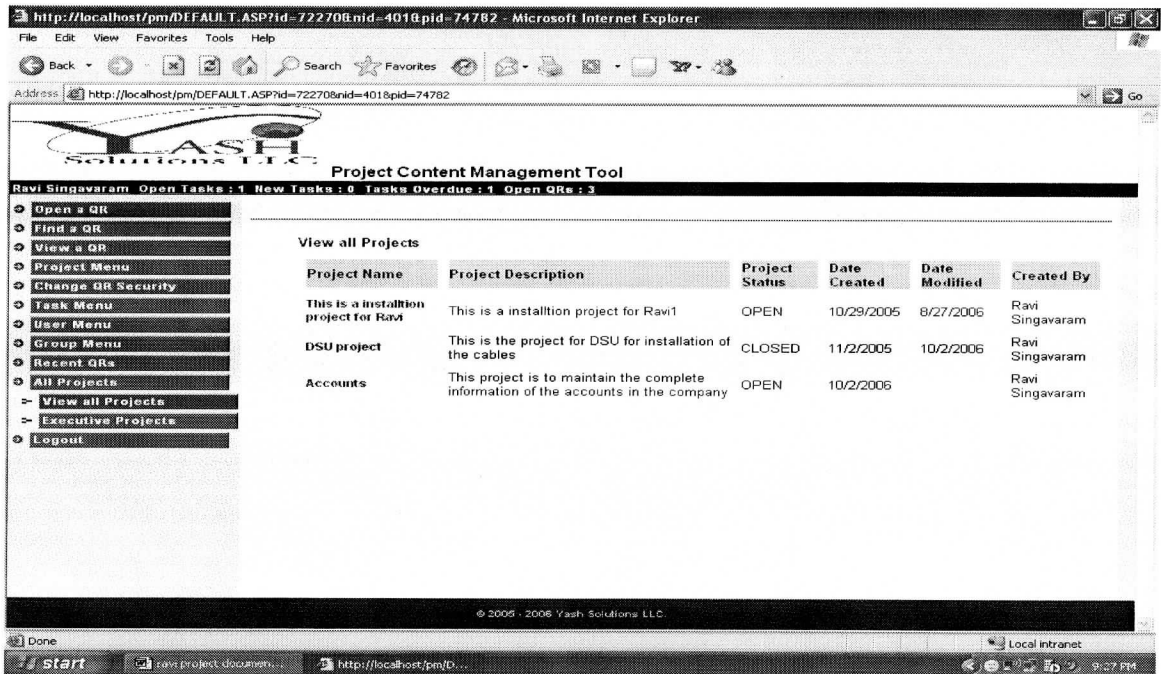 http://localhost/pm/DEFAULT.ASP?id=72270&nid=401&pid=74782 - Microsoft Internet Explorer
File Edit View Favorites Tools Help
Back Search Favorites
Address http://localhost/pm/DEFAULT.ASP?id=72270&nid=401&pid=74782 Go
YASH
Solutions LLC
Project Content Management Tool
Ravi Singavaram Open Tasks : 1 New Tasks : 0 Tasks Overdue : 1 Open QRs : 3
Open a QR
Find a QR
View a QR
Project Menu
Change QR Security
Task Menu
User Menu
Group Menu
Recent QRs
All Projects
View all Projects
Executive Projects
Logout
View all Projects
Project Name Project Description Project Status Date Created Date Modified Created By
This is a installtion project for Ravi This is a installtion project for Ravi1 OPEN 10/29/2005 8/27/2006 Ravi Singavaram
DSU project This is the project for DSU for installation of the cables CLOSED 11/2/2005 10/2/2006 Ravi Singavaram
Accounts This project is to maintain the complete information of the accounts in the company OPEN 10/2/2006 Ravi Singavaram
© 2005 - 2006 Yash Solutions LLC.
Done Local intranet
start ravi project documen... http://localhost/pm/D... 9:27 PM